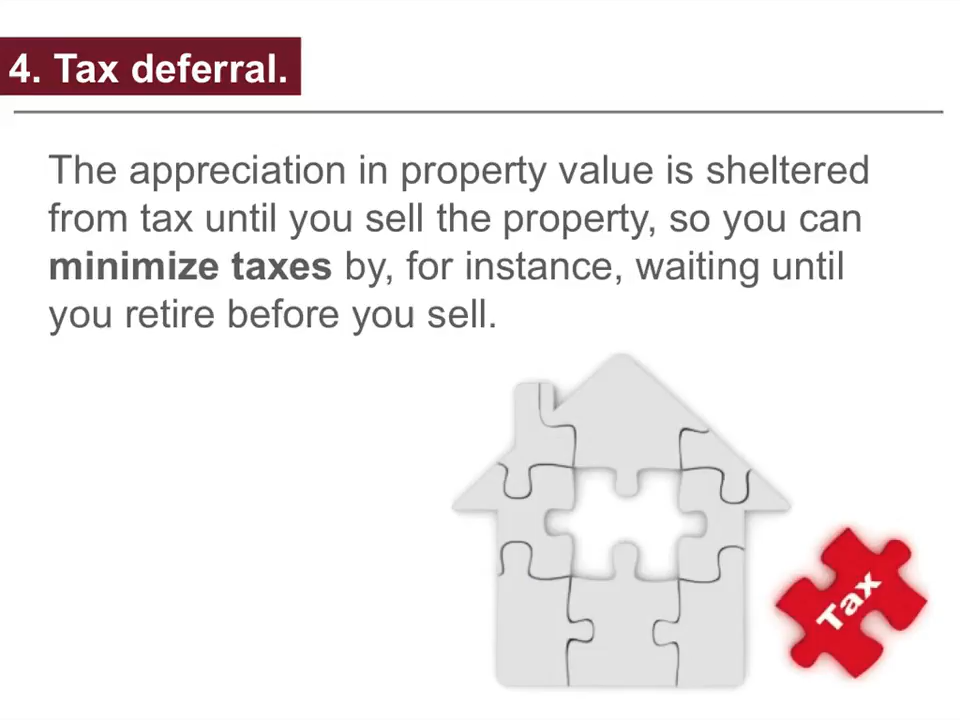 4. Tax deferral.
The appreciation in property value is sheltered
from tax until you sell the property, so you can
minimize taxes by, for instance, waiting until
you retire before you sell.
Tax